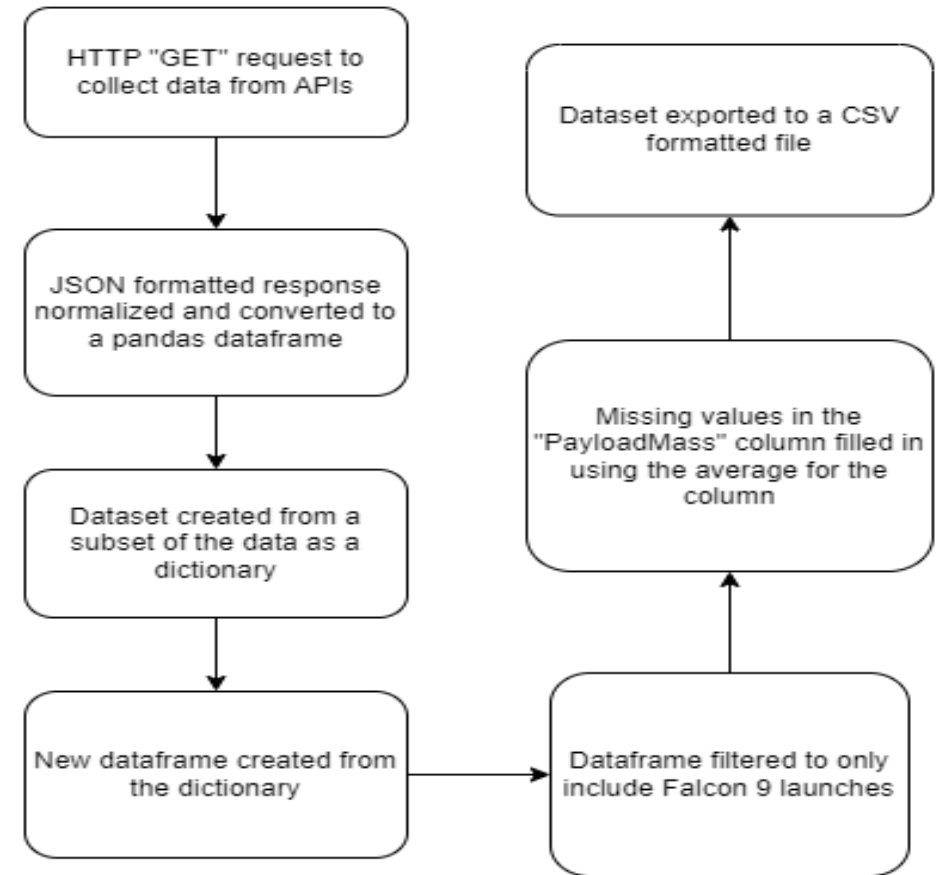 HTTP "GET" request to
collect data from APIs
JSON formatted response
normalized and converted to
a pandas dataframe
Dataset created from a
subset of the data as a
dictionary
New dataframe created from
the dictionary
Dataframe filtered to only
include Falcon 9 launches
Missing values in the
"PayloadMass" column filled in
using the average for the
column
Dataset exported to a CSV
formatted file